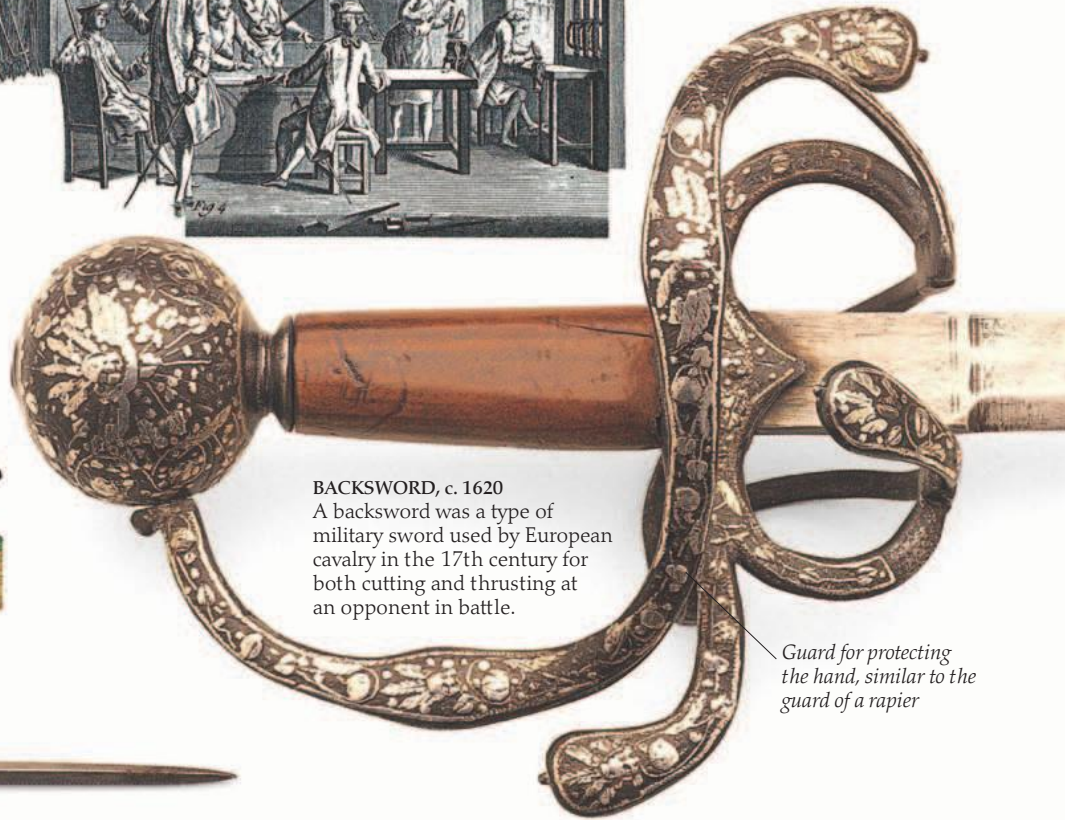 Fig 4
BACKSWORD, c. 1620
A backsword was a type of
military sword used by European
cavalry in the 17th century for
both cutting and thrusting at
an opponent in battle.
Guard for protecting
the hand, similar to the
guard of a rapier